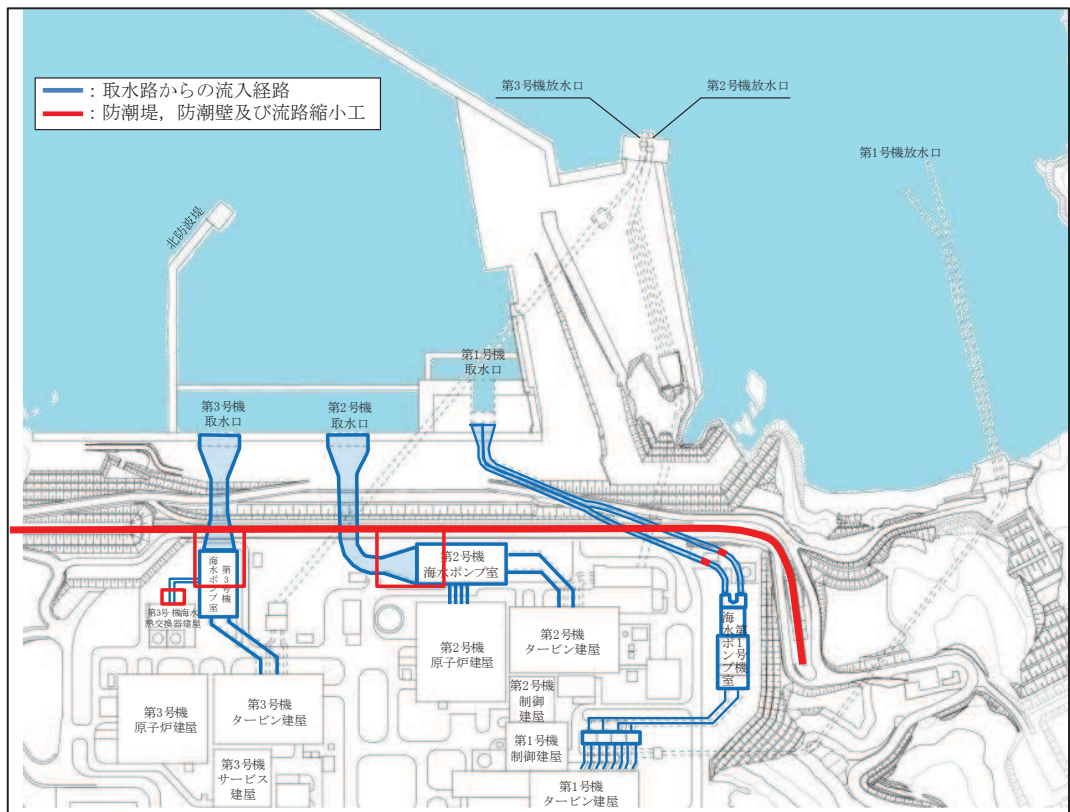 ：取水路からの流入経路
：防潮堤，防潮壁及び流路縮小工
第3号機放水口
第2号機放水口
第1号機放水口
北防波堤
第1号機
取水口
第3号機
取水口
第2号機
取水口
第3号機
海水ポンプ室
第2号機
海水ポンプ室
第3号機海水
熱交換器建屋
第1号機
海水ポンプ室
第2号機
原子炉建屋
第2号機
タービン建屋
第2号機
制御
建屋
第3号機
原子炉建屋
第3号機
タービン建屋
第1号機
制御建屋
第3号機
サービス
建屋
第1号機
タービン建屋